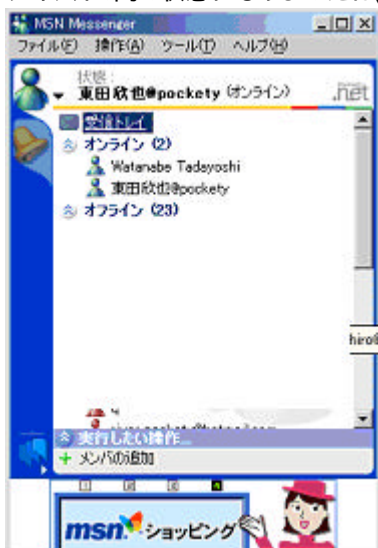 MSN Messenger
ファイル(F) 操作(A) ツール(T) ヘルプ(H)
状態:
東田欣也@pockety (オンライン)
.net
受信トレイ
オンライン (2)
Watanabe Tadayoshi
東田欣也@pockety
オフライン (23)
実行したい操作...
メンバの追加
msn ショッピング